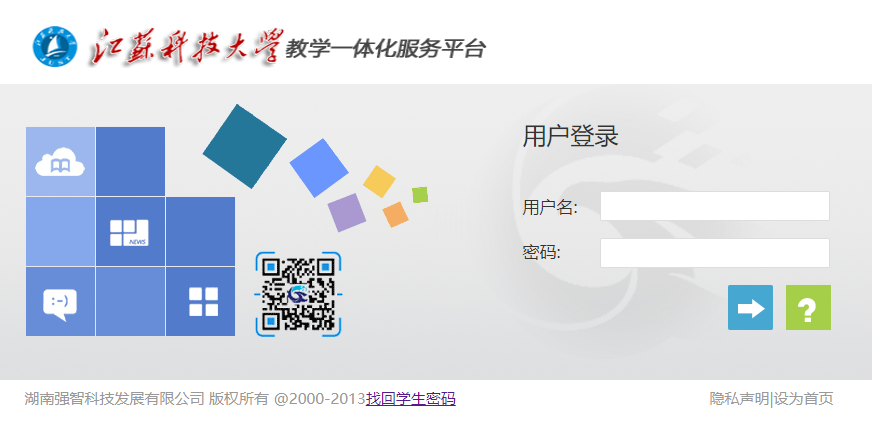 江苏科技大学教学一体化服务平台
用户登录
用户名:
密码:
NEWS
:-)
湖南强智科技发展有限公司 版权所有 @2000-2013找回学生密码
隐私声明|设为首页